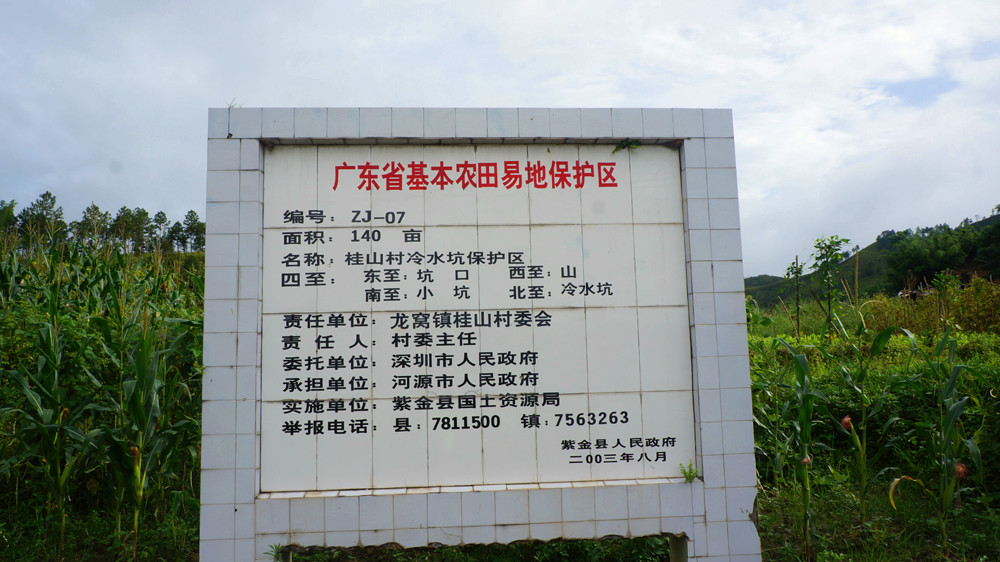 广东省基本农田易地保护区
编号：ZJ-07
面积：140 亩
名称：桂山村冷水坑保护区
四至：东至：坑 口 西至：山
南至：小 坑 北至：冷水坑
责任单位：龙窝镇桂山村委会
责 任 人：村委主任
委托单位：深圳市人民政府
承担单位：河源市人民政府
实施单位：紫金县国土资源局
举报电话：县：7811500 镇：7563263
紫金县人民政府
二00三年八月